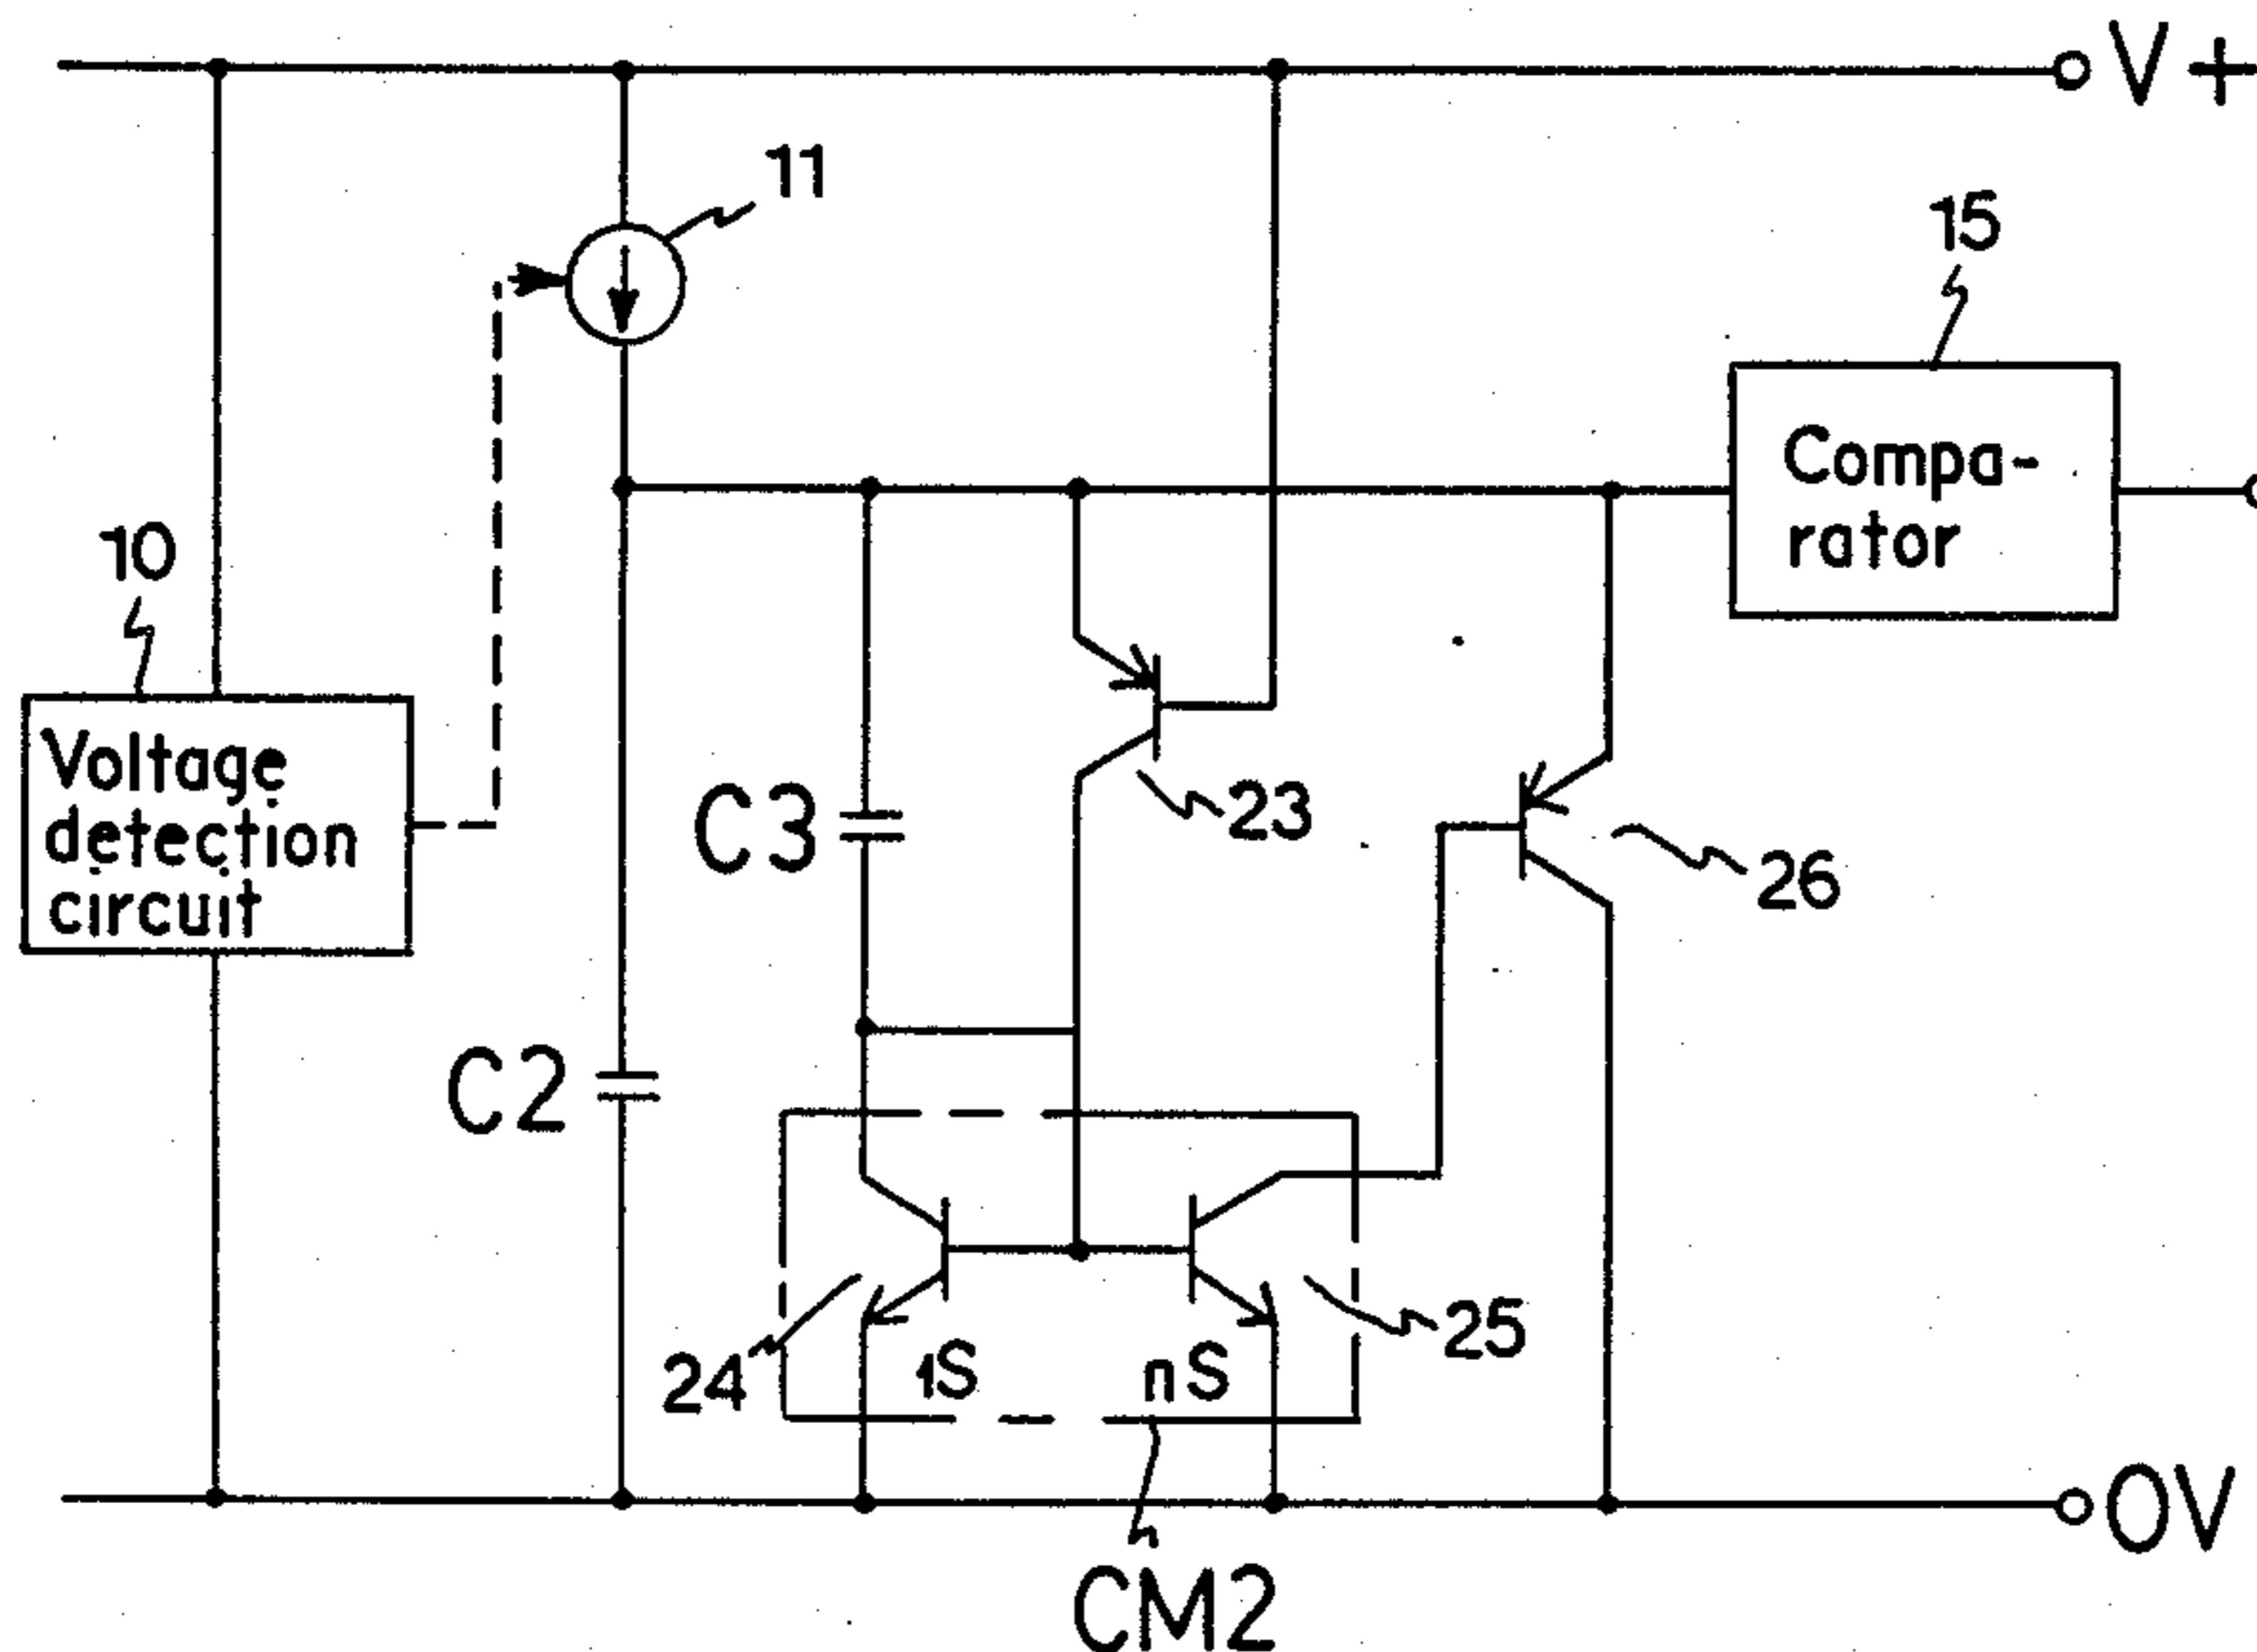 V+
11
15
Compa-
rator
10
Voltage
detection
circuit
C3
23
26
C2
24
1S
nS
25
0V
CM2